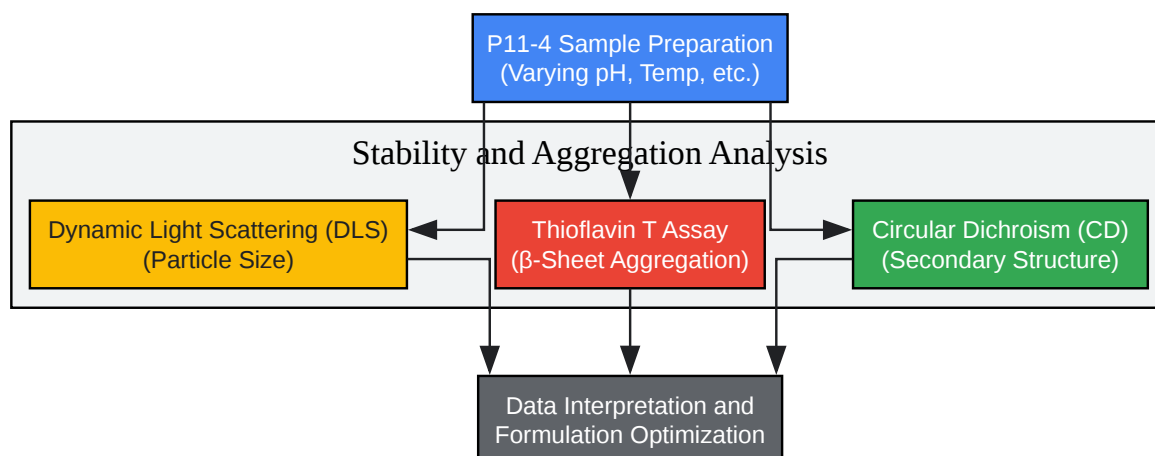 P11-4 Sample Preparation
(Varying pH, Temp, etc.)
Stability and Aggregation Analysis
Dynamic Light Scattering (DLS)
(Particle Size)
Thioflavin T Assay
(β-Sheet Aggregation)
Circular Dichroism (CD)
(Secondary Structure)
Data Interpretation and
Formulation Optimization